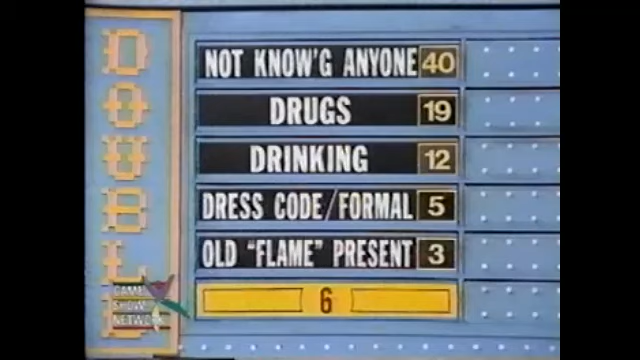 DOUBLE
NOT KNOW'G ANYONE 40
DRUGS 19
DRINKING 12
DRESS CODE/FORMAL 5
OLD "FLAME" PRESENT 3
6
GAME
SHOW
NETWORK